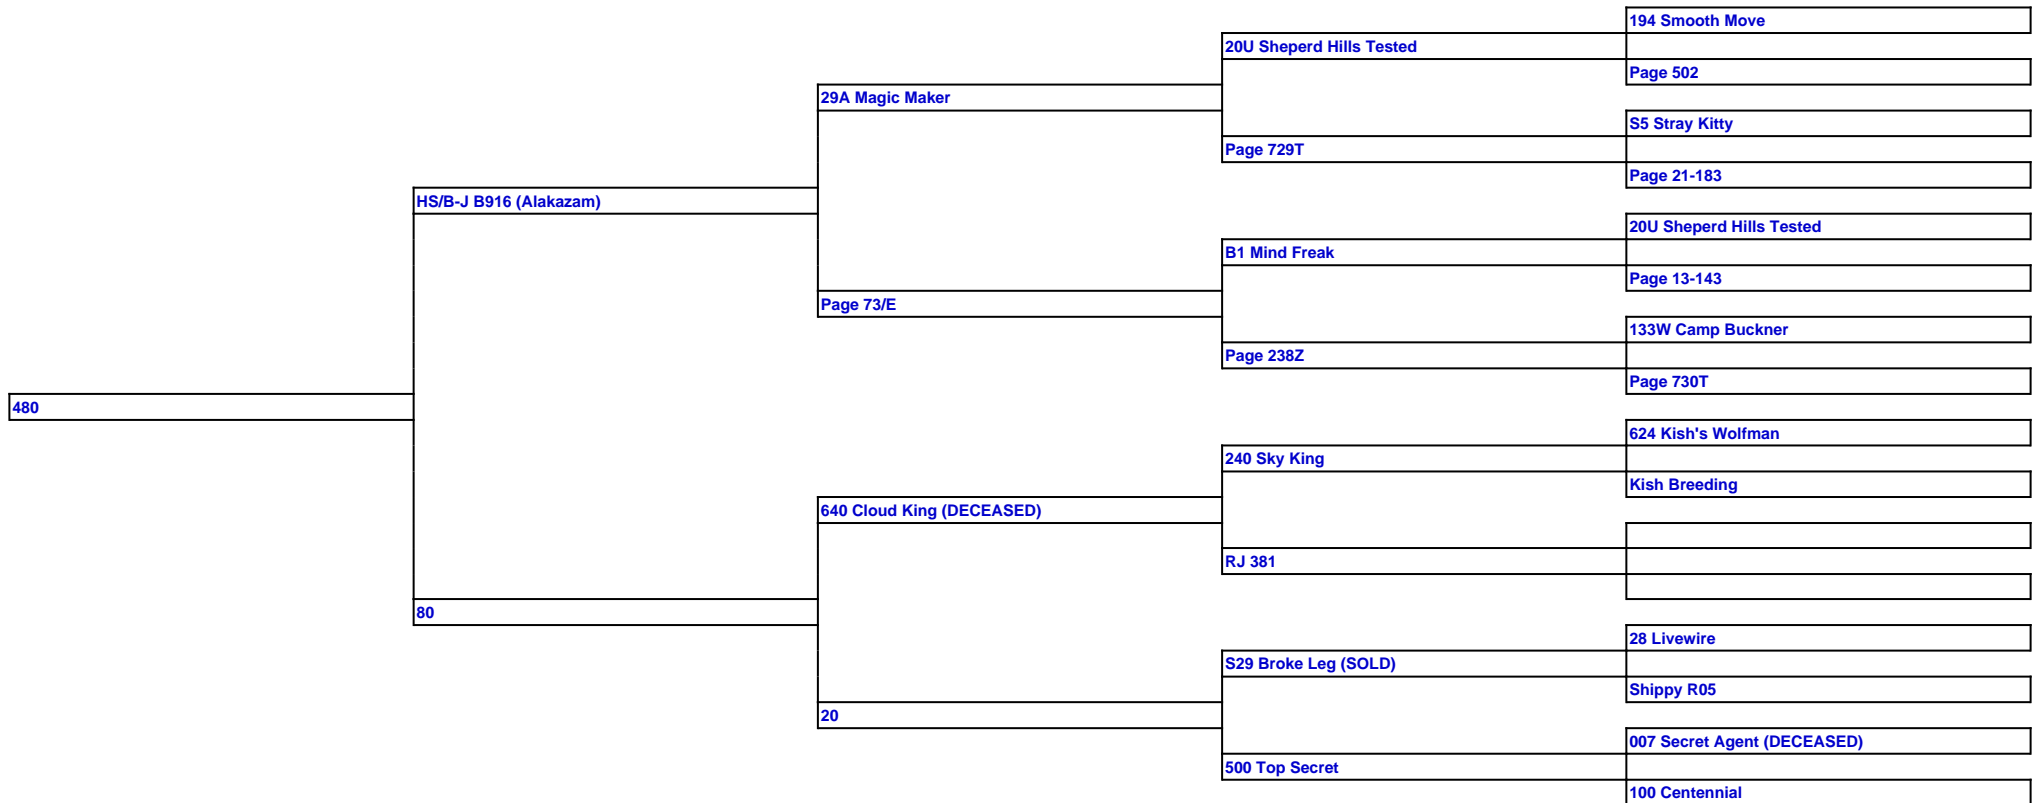 194 Smooth Move
20U Sheperd Hills Tested
Page 502
29A Magic Maker
S5 Stray Kitty
Page 729T
Page 21-183
HS/B-J B916 (Alakazam)
20U Sheperd Hills Tested
B1 Mind Freak
Page 13-143
Page 73/E
133W Camp Buckner
Page 238Z
Page 730T
480
624 Kish's Wolfman
240 Sky King
Kish Breeding
640 Cloud King (DECEASED)
RJ 381
80
28 Livewire
S29 Broke Leg (SOLD)
Shippy R05
20
007 Secret Agent (DECEASED)
500 Top Secret
100 Centennial